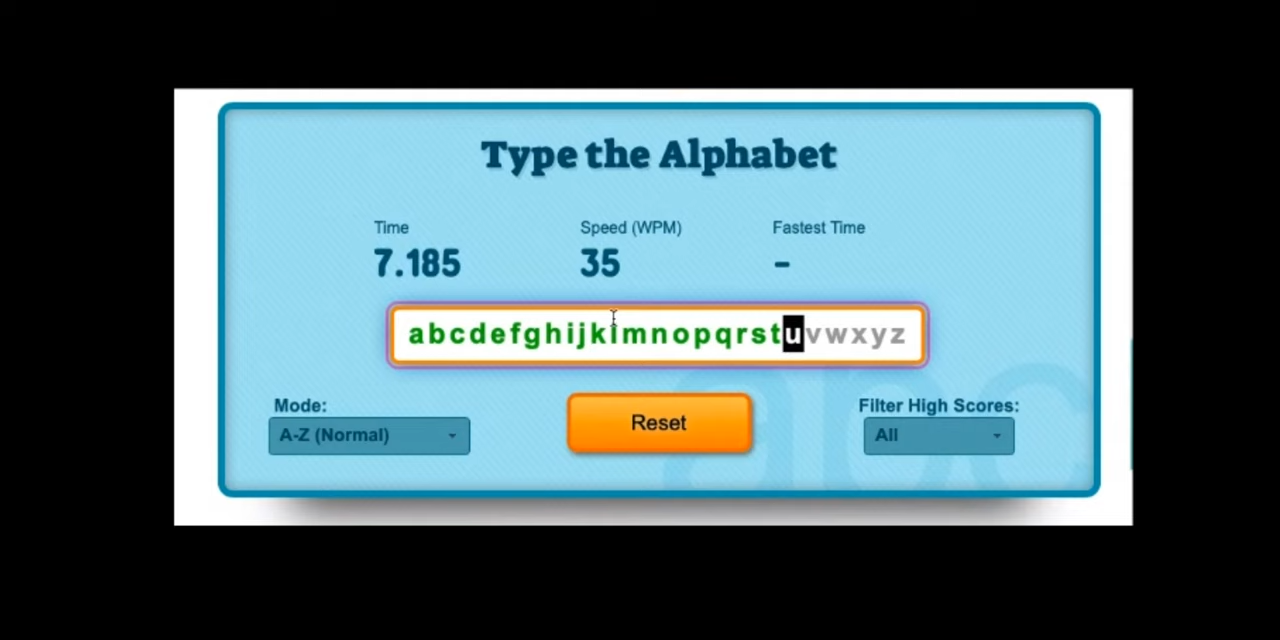 Type the Alphabet
Time Speed (WPM) Fastest Time
7.185 35 -
abcdefghijklmnopqrstuvwxyz
Mode: Filter High Scores:
A-Z (Normal) Reset All
abc